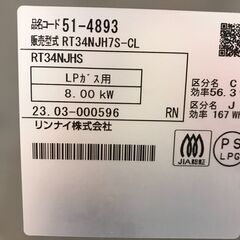 品名コード 51-4893
販売型式 RT34NJH7S-CL
RT34NJHS
LPガス用
8.00 kW
区分名 C
効率 56.3
区分名 J
効率 167 WH
23.03-000596 RN
リンナイ株式会社
JIA認証
PS
LPG